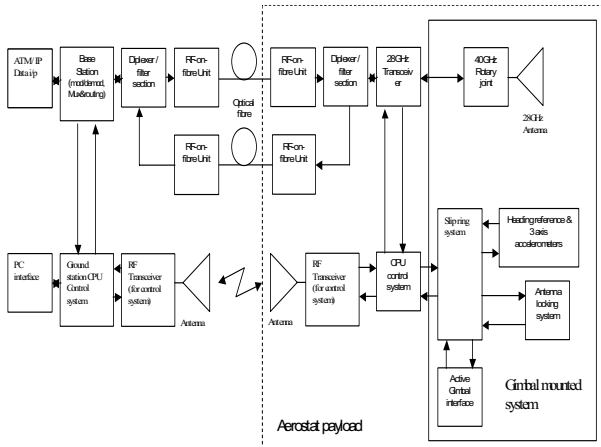 ATM/ IP
Data i/p
Base
Station
(mod/demod,
Mux&routing)
Diplexer /
filter
section
RF-on-
fibre Unit
Optical
fibre
RF-on-
fibre Unit
Diplexer /
filter
section
28GHz
Transceiv
er
40GHz
Rotary
joint
28GHz
Antenna
RF-on-
fibre Unit
RF-on-
fibre Unit
Slip ring
system
Heading reference &
3 axis
accelerometers
PC
interface
Ground
station CPU
Control
system
RF
Transceiver
(for control
system)
Antenna
Antenna
RF
Transceiver
(for control
system)
CPU
control
system
Antenna
locking
system
Active
Gimbal
interface
Gimbal mounted
system
Aerostat payload